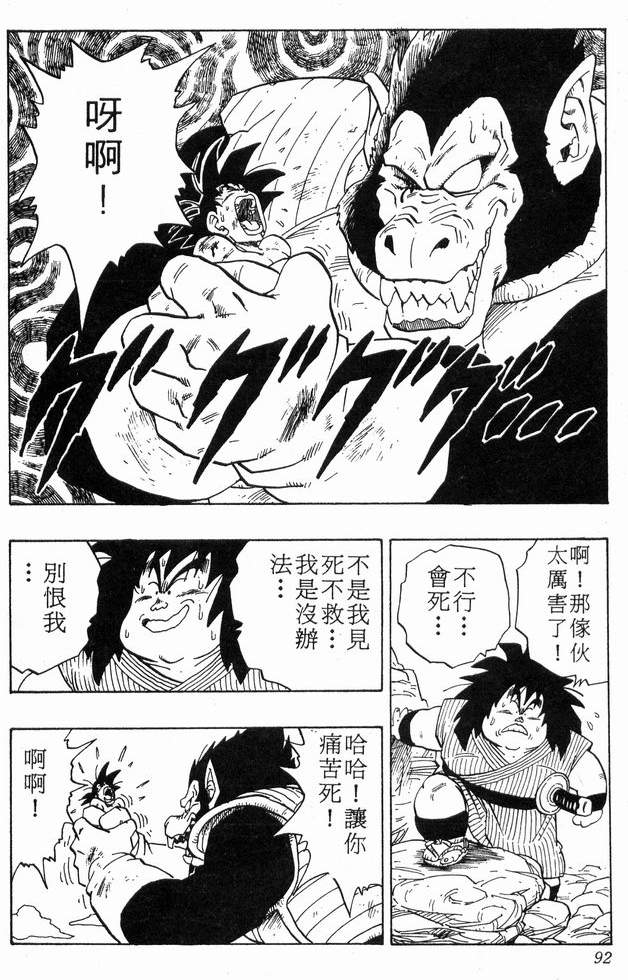 呀啊！
グググ…
啊！那傢伙
太厲害了！
不行…
會死…
不是我見
死不救…
我是沒辦
法…
別恨我
…
哈哈！讓你
痛苦死！
啊啊！
92